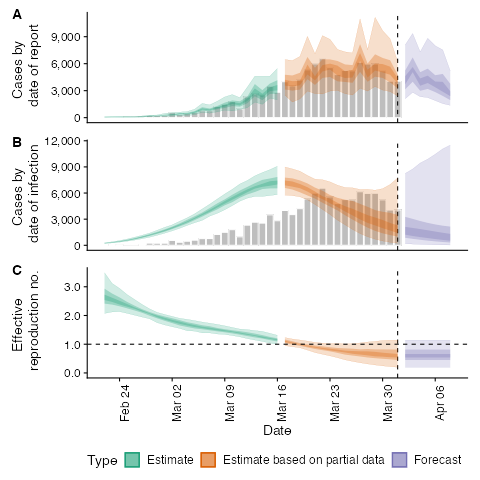 A
Cases by
date of report
9,000
6,000
3,000
0
B
Cases by
date of infection
12,000
9,000
6,000
3,000
0
C
Effective
reproduction no.
3.0
2.0
1.0
0.0
Feb 24
Mar 02
Mar 09
Mar 16
Mar 23
Mar 30
Apr 06
Date
Type Estimate Estimate based on partial data Forecast